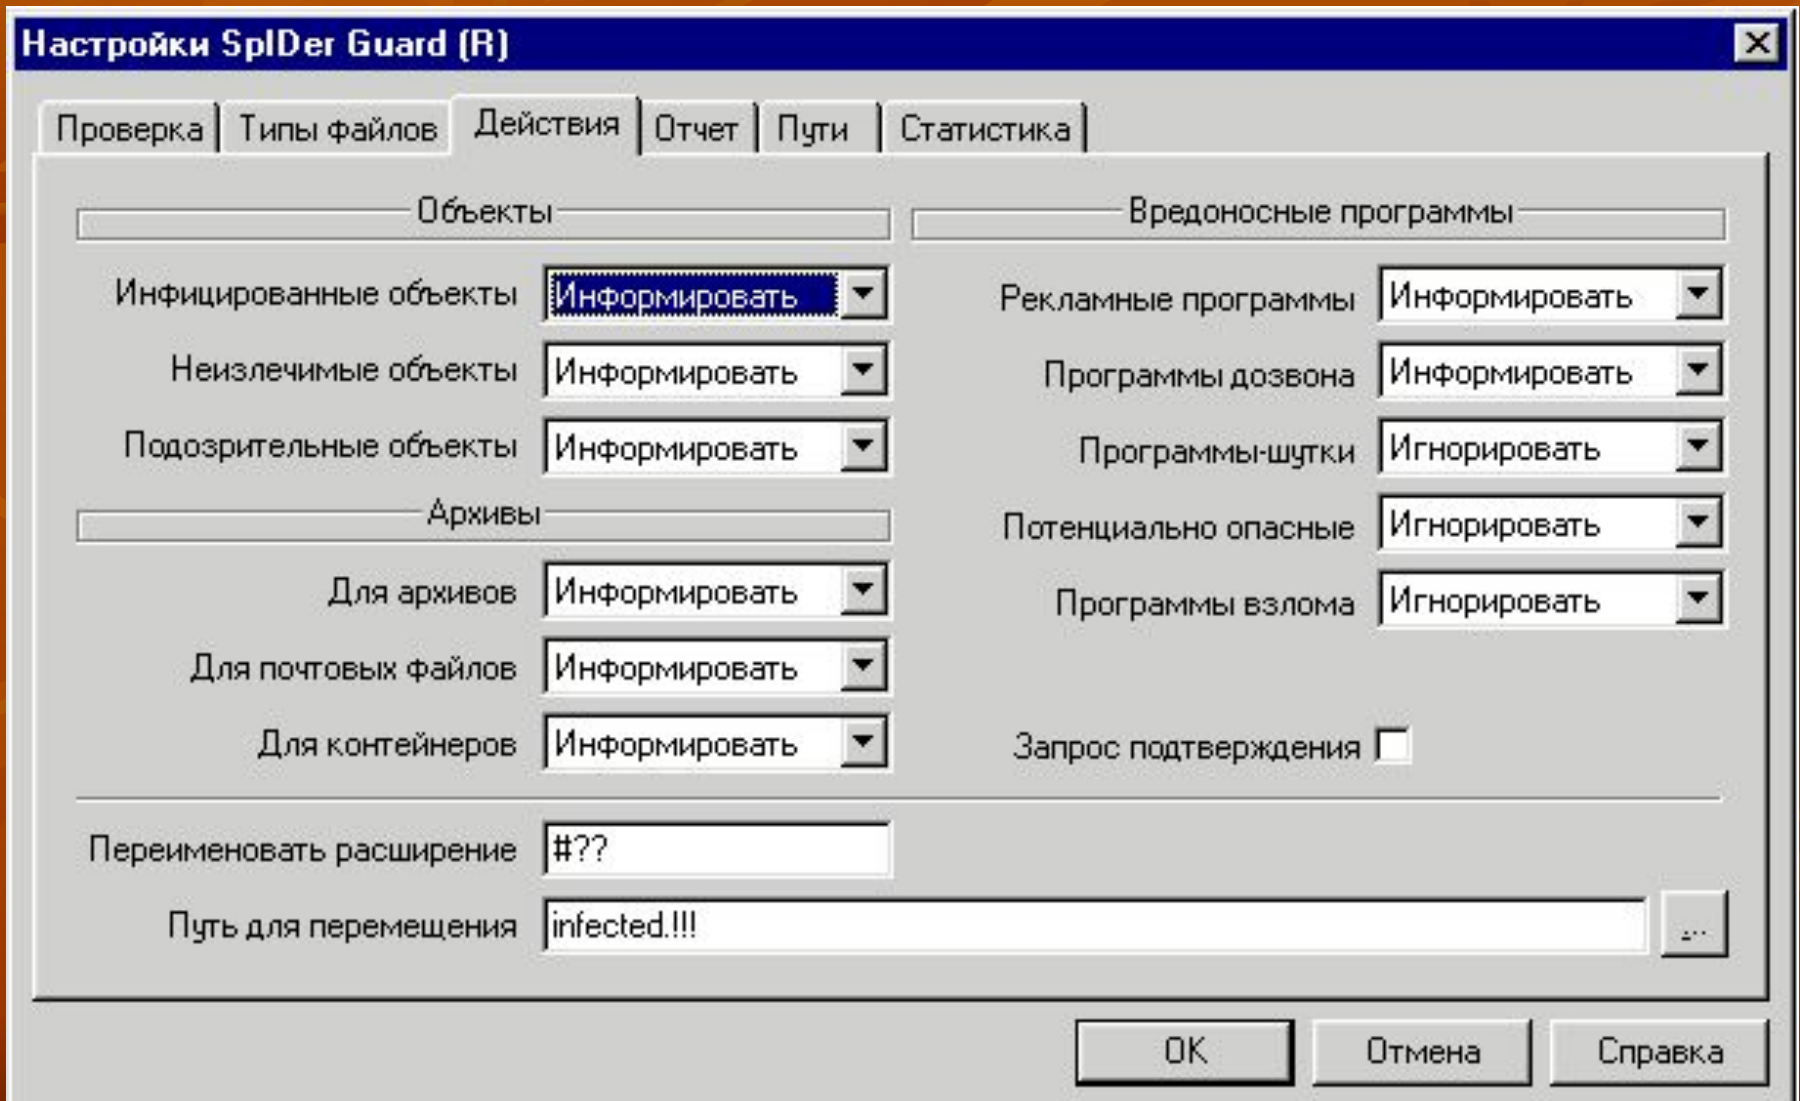 Настройки SpIDer Guard (R)
Проверка Типы файлов Действия Отчет Пути Статистика
Объекты
Инфицированные объекты Информировать
Неизлечимые объекты Информировать
Подозрительные объекты Информировать
Архивы
Для архивов Информировать
Для почтовых файлов Информировать
Для контейнеров Информировать
Вредоносные программы
Рекламные программы Информировать
Программы дозвона Информировать
Программы-шутки Игнорировать
Потенциально опасные Игнорировать
Программы взлома Игнорировать
Запрос подтверждения
Переименовать расширение #??
Путь для перемещения infected.!!! ...
OK Отмена Справка